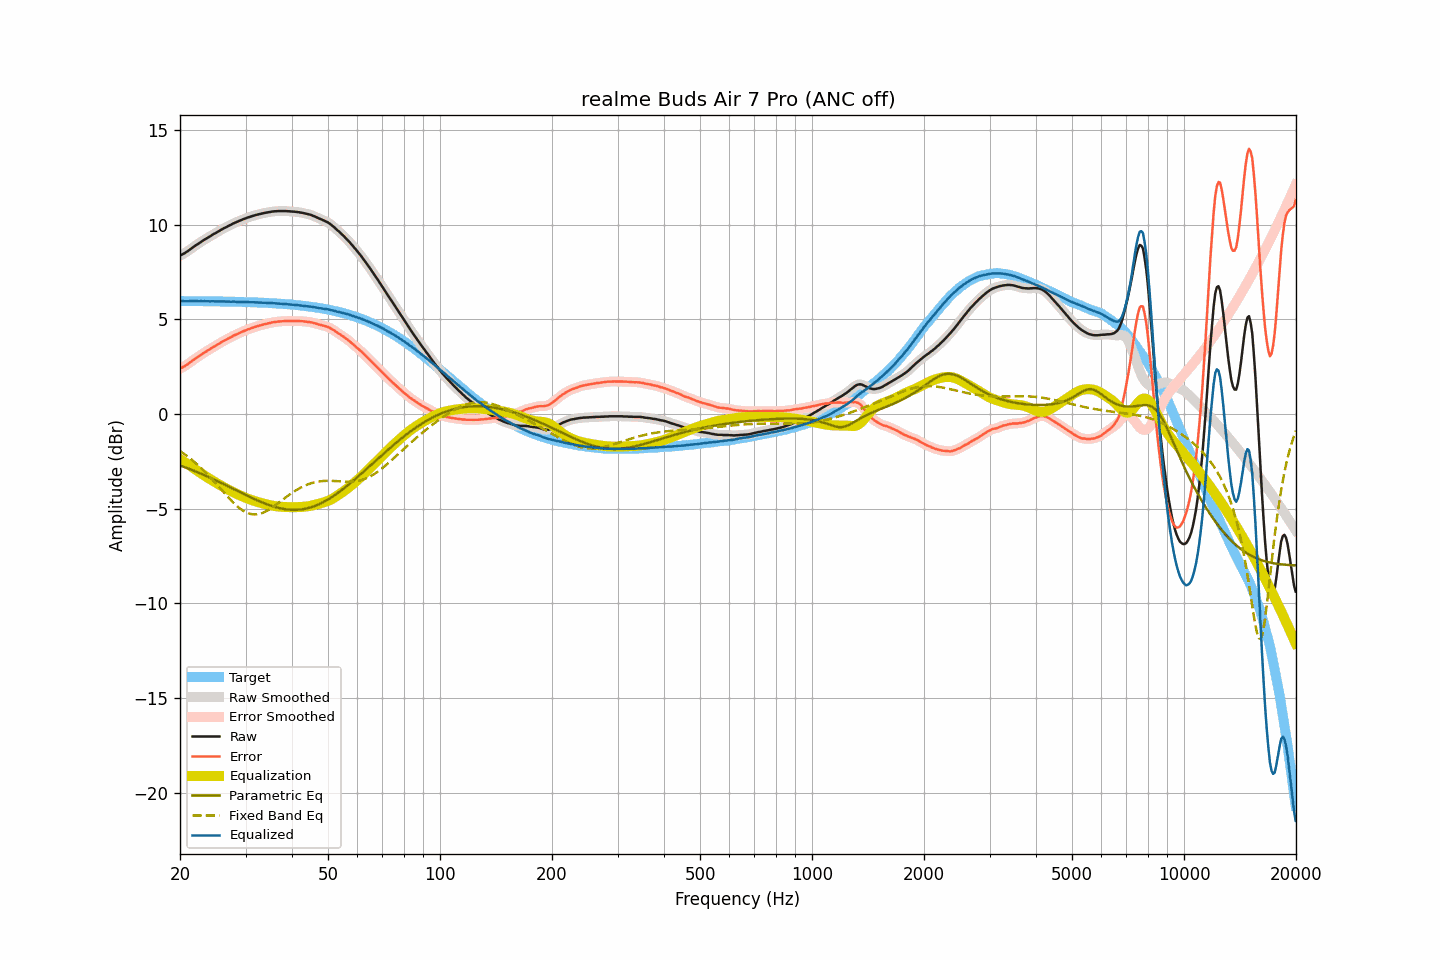 realme Buds Air 7 Pro (ANC off)
15
10
5
0
−5
−10
−15
−20
Amplitude (dBr)
Target
Raw Smoothed
Error Smoothed
Raw
Error
Equalization
Parametric Eq
Fixed Band Eq
Equalized
20 50 100 200 500 1000 2000 5000 10000 20000
Frequency (Hz)